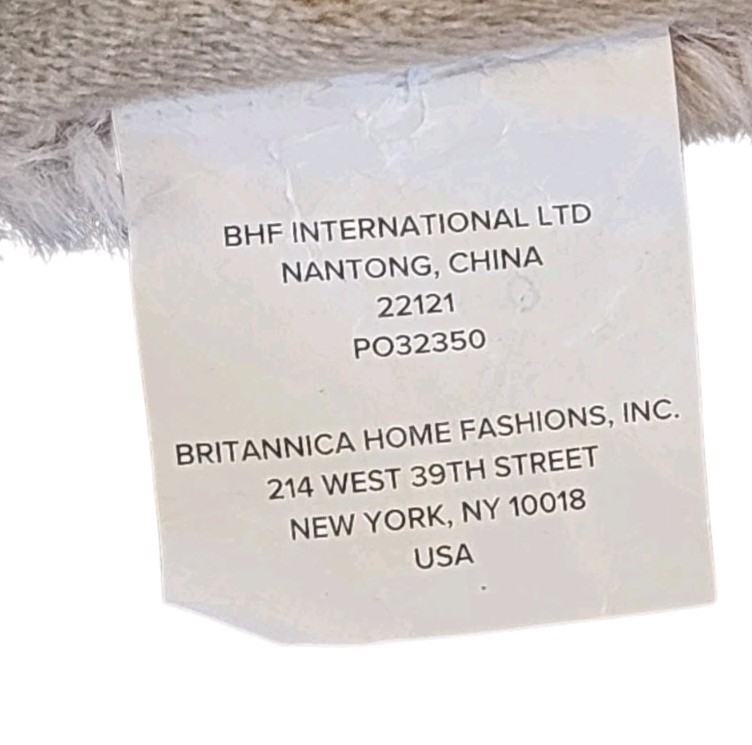 BHF INTERNATIONAL LTD
NANTONG, CHINA
22121
PO32350
BRITANNICA HOME FASHIONS, INC.
214 WEST 39TH STREET
NEW YORK, NY 10018
USA